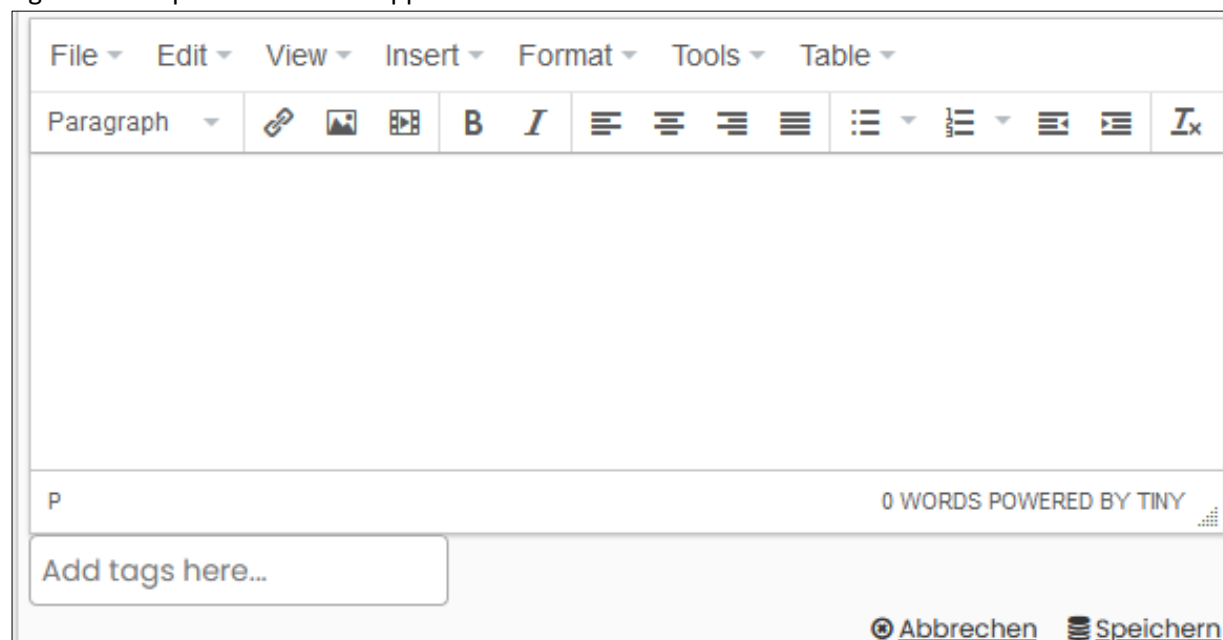 File Edit View Insert Format Tools Table
Paragraph B I
P 0 WORDS POWERED BY TINY
Add tags here...
Abbrechen Speichern